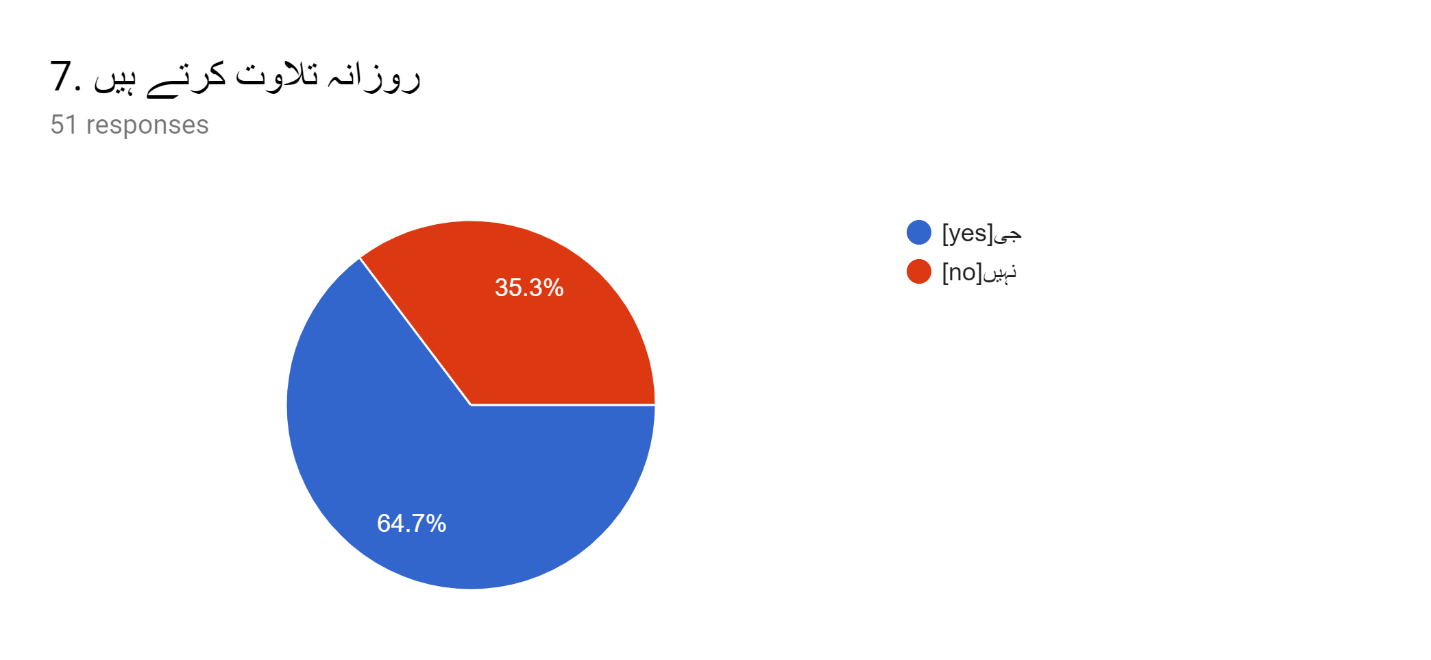 7. روزانہ تلاوت کرتے ہیں
51 responses
35.3%
64.7%
[yes]جی
[no]نہیں